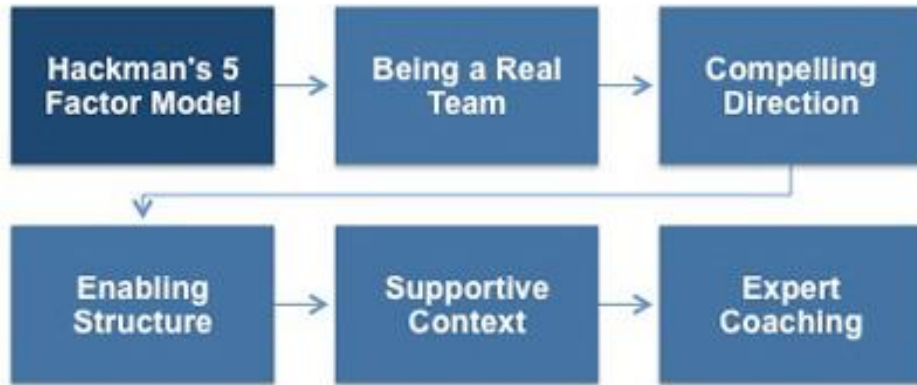 Hackman's 5
Factor Model
Being a Real
Team
Compelling
Direction
Enabling
Structure
Supportive
Context
Expert
Coaching